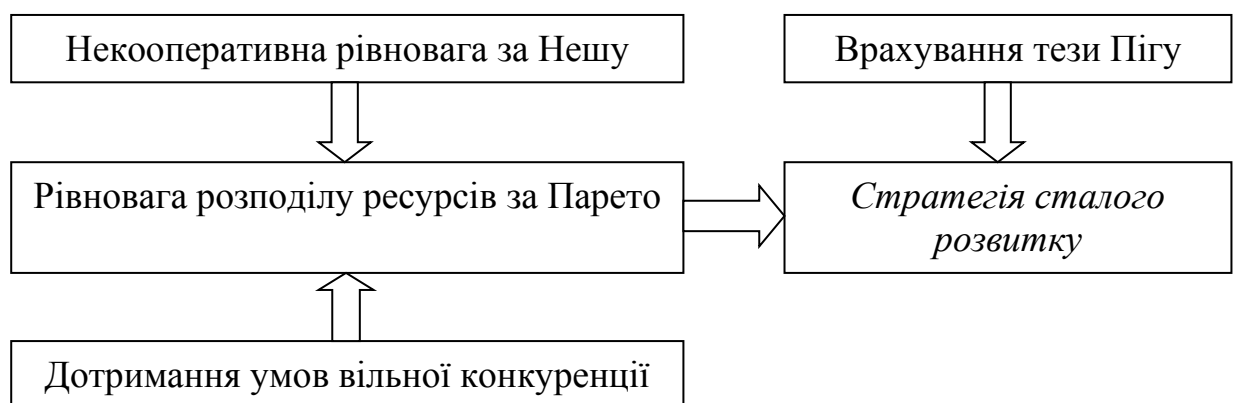 Некооперативна рівновага за Нешу
Врахування тези Пігу
Рівновага розподілу ресурсів за Парето
Стратегія сталого
розвитку
Дотримання умов вільної конкуренції